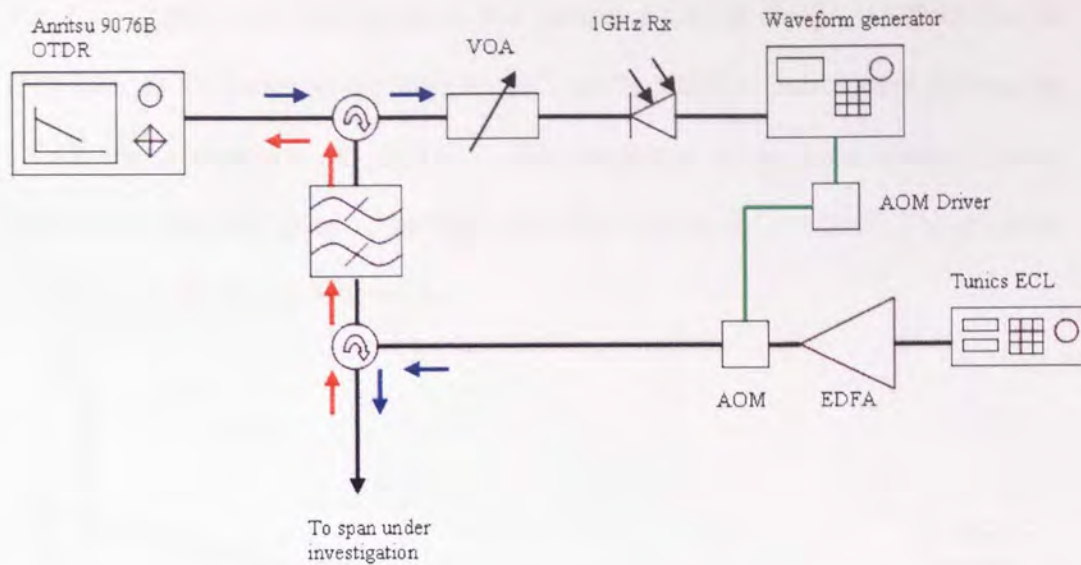 Anritsu 9076B
OTDR
VOA
1GHz Rx
Waveform generator
AOM Driver
Tunics ECL
AOM
EDFA
To span under
investigation